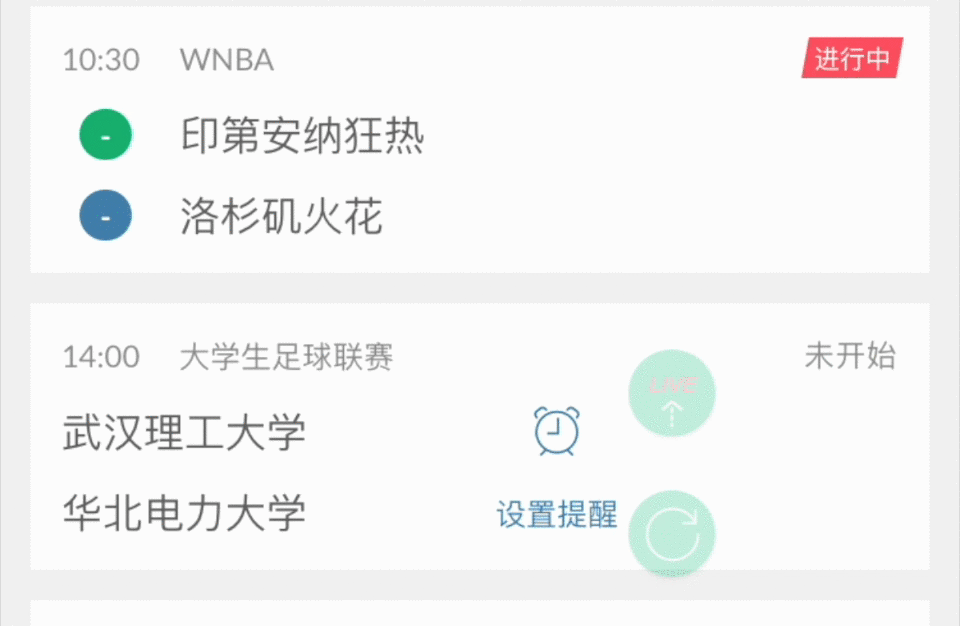 10:30 WNBA 进行中
- 印第安纳狂热
- 洛杉矶火花
14:00 大学生足球联赛 未开始
LIVE
武汉理工大学
华北电力大学 设置提醒